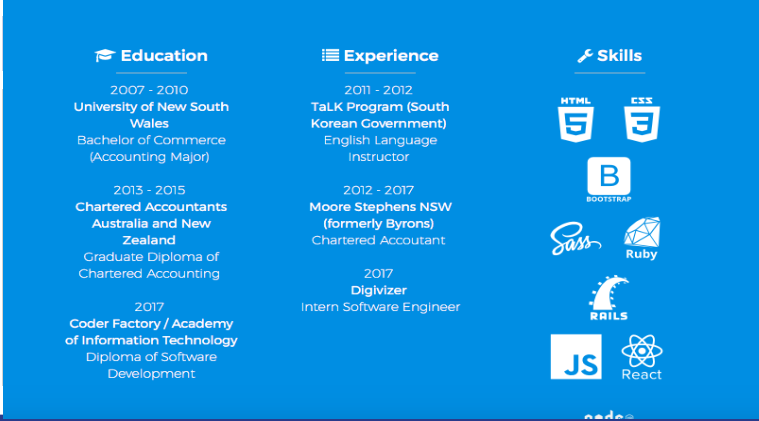 Education
2007 - 2010
University of New South
Wales
Bachelor of Commerce
(Accounting Major)
2013 - 2015
Chartered Accountants
Australia and New
Zealand
Graduate Diploma of
Chartered Accounting
2017
Coder Factory / Academy
of Information Technology
Diploma of Software
Development
Experience
2011 - 2012
TaLK Program (South
Korean Government)
English Language
Instructor
2012 - 2017
Moore Stephens NSW
(formerly Byrons)
Chartered Accoutant
2017
Digivizer
Intern Software Engineer
Skills
HTML
5
CSS
3
B
BOOTSTRAP
Sass
Ruby
RAILS
JS
React